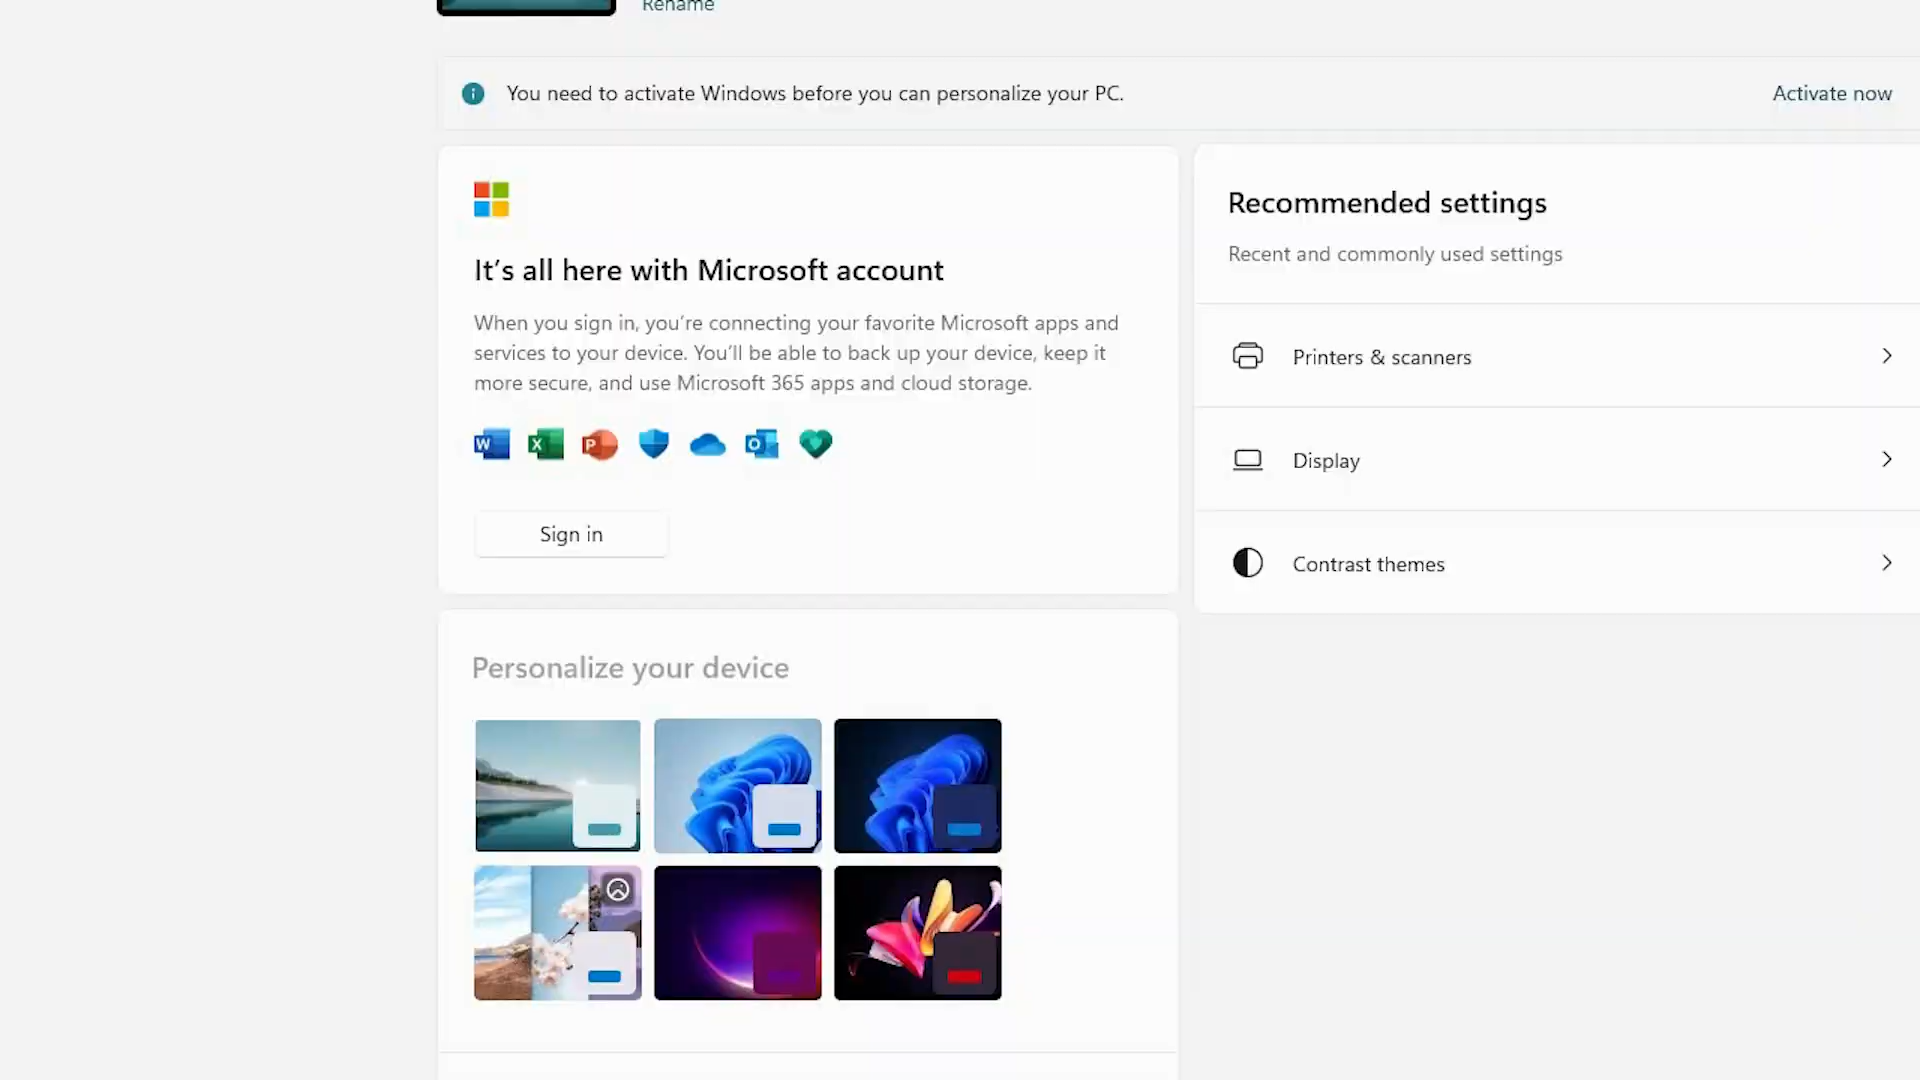 Rename
You need to activate Windows before you can personalize your PC.
Activate now
It's all here with Microsoft account
When you sign in, you're connecting your favorite Microsoft apps and
services to your device. You'll be able to back up your device, keep it
more secure, and use Microsoft 365 apps and cloud storage.
W X P O
Sign in
Personalize your device
Recommended settings
Recent and commonly used settings
Printers & scanners
Display
Contrast themes